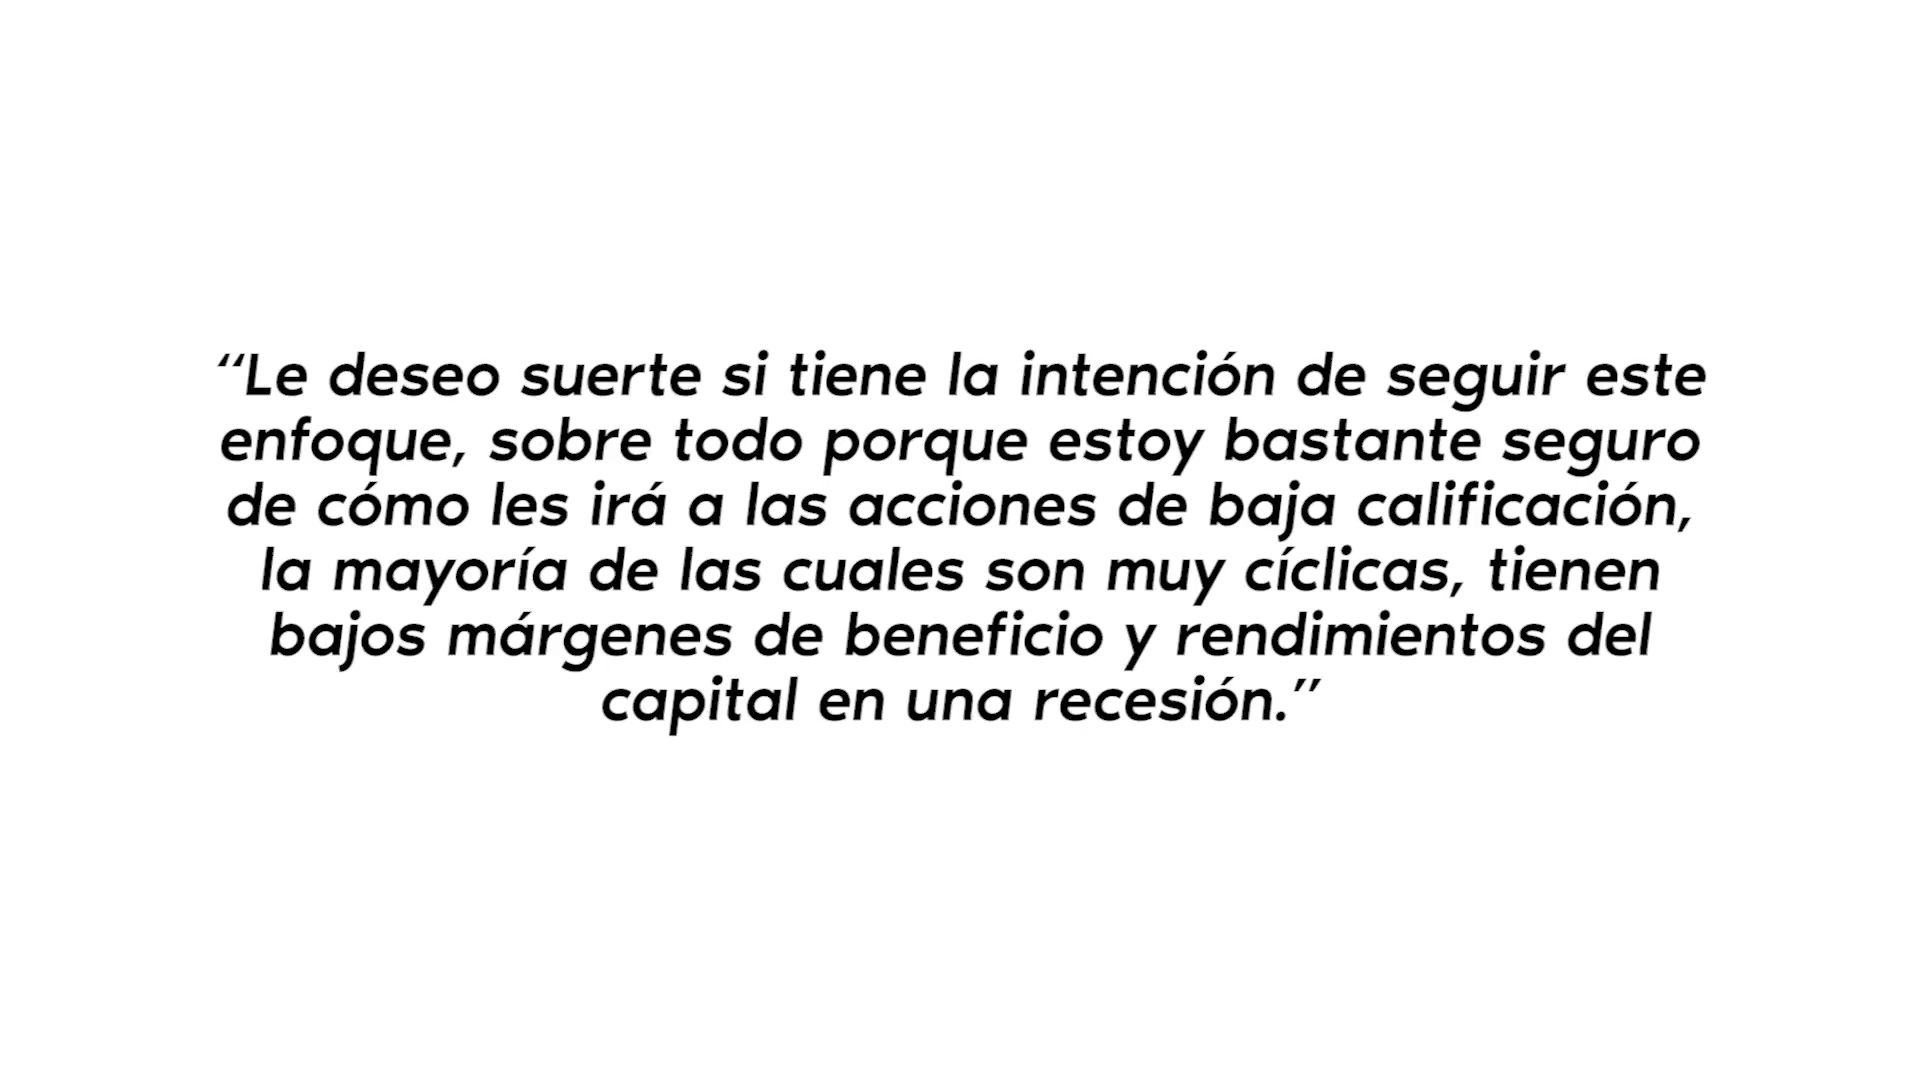 “Le deseo suerte si tiene la intención de seguir este
enfoque, sobre todo porque estoy bastante seguro
de cómo les irá a las acciones de baja calificación,
la mayoría de las cuales son muy cíclicas, tienen
bajos márgenes de beneficio y rendimientos del
capital en una recesión.”